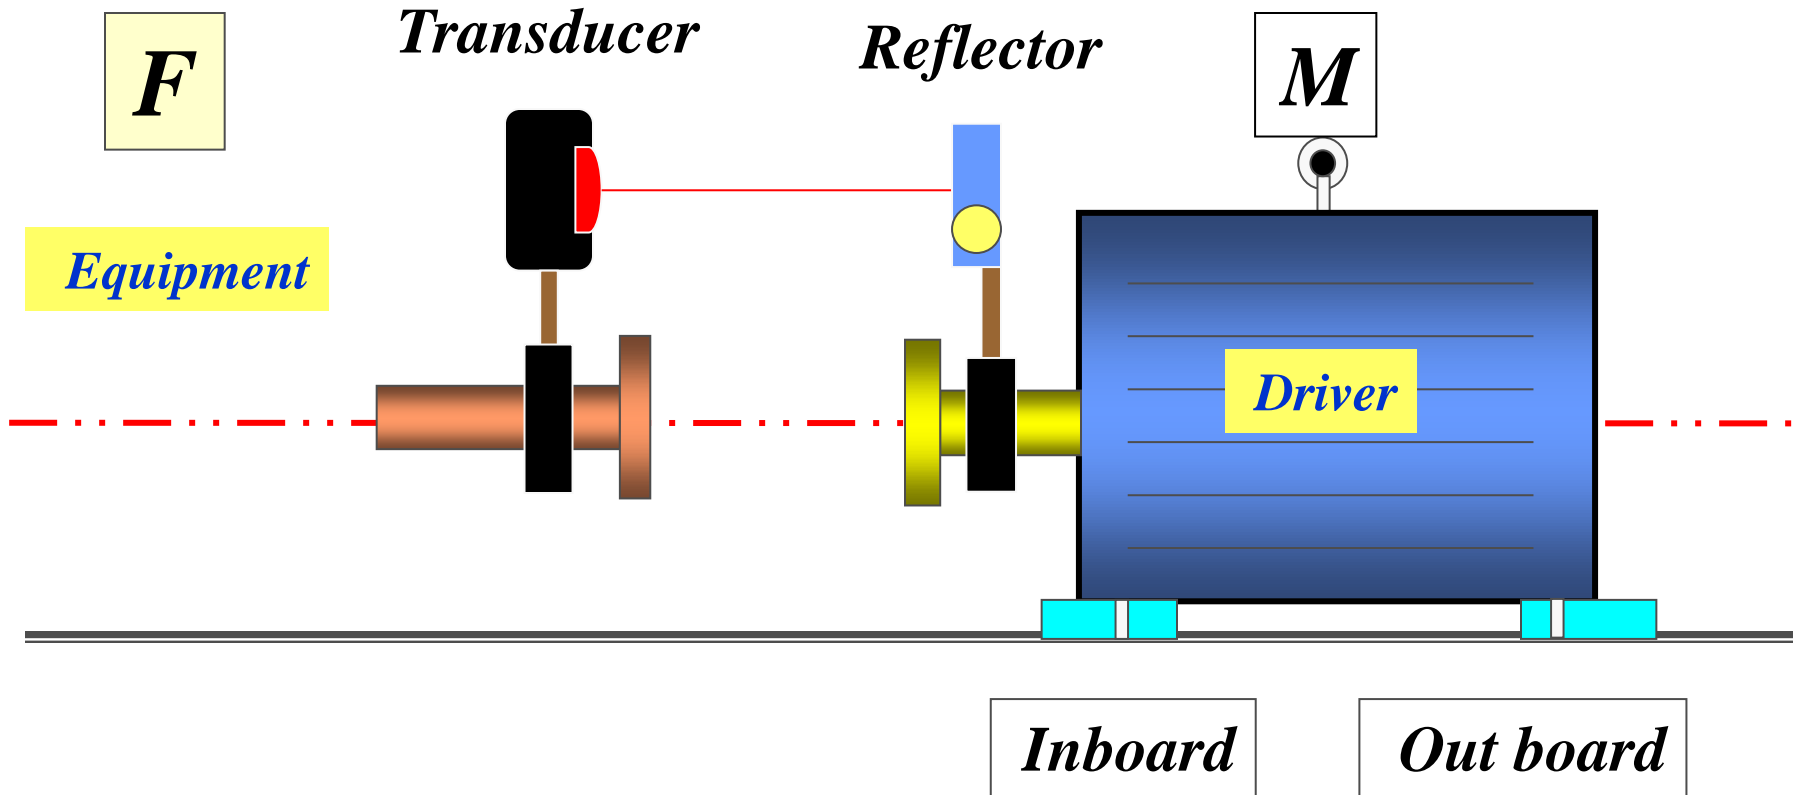 F
Transducer
Reflector
M
Equipment
Driver
Inboard
Out board